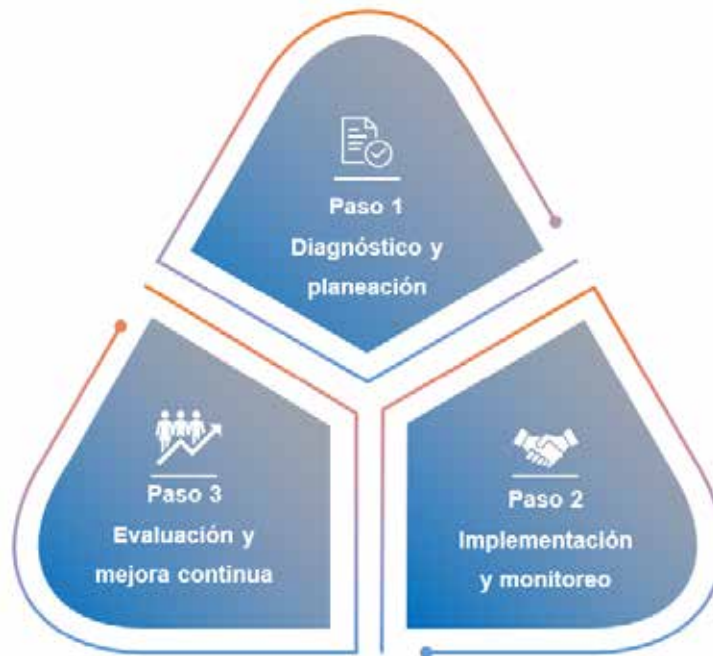 Paso 1
Diagnóstico y
planeación
Paso 2
Implementación
y monitoreo
Paso 3
Evaluación y
mejora continua